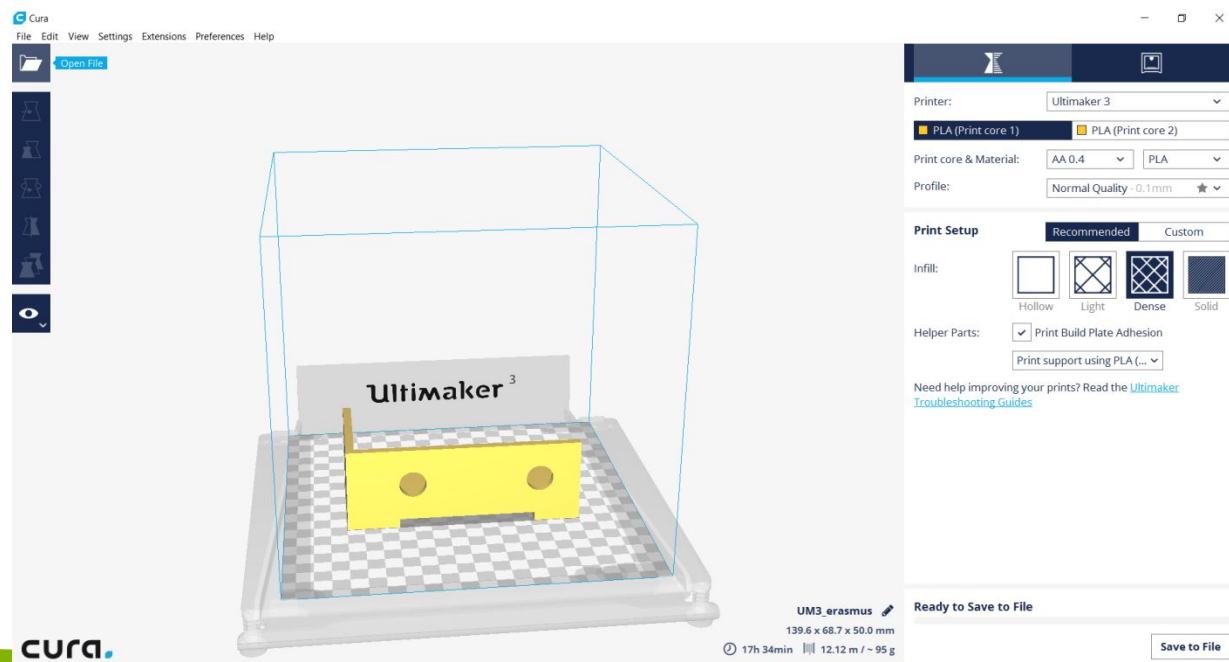 Cura
File Edit View Settings Extensions Preferences Help
Open File
Printer: Ultimaker 3
PLA (Print core 1) PLA (Print core 2)
Print core & Material: AA 0.4 PLA
Profile: Normal Quality - 0.1mm
Print Setup Recommended Custom
Infill:
Hollow Light Dense Solid
Helper Parts: Print Build Plate Adhesion
Print support using PLA (...
Need help improving your prints? Read the Ultimaker
Troubleshooting Guides
Ultimaker 3
UM3_erasmus
139.6 x 68.7 x 50.0 mm
17h 34min 12.12 m / ~ 95 g
Ready to Save to File
Save to File
cura.